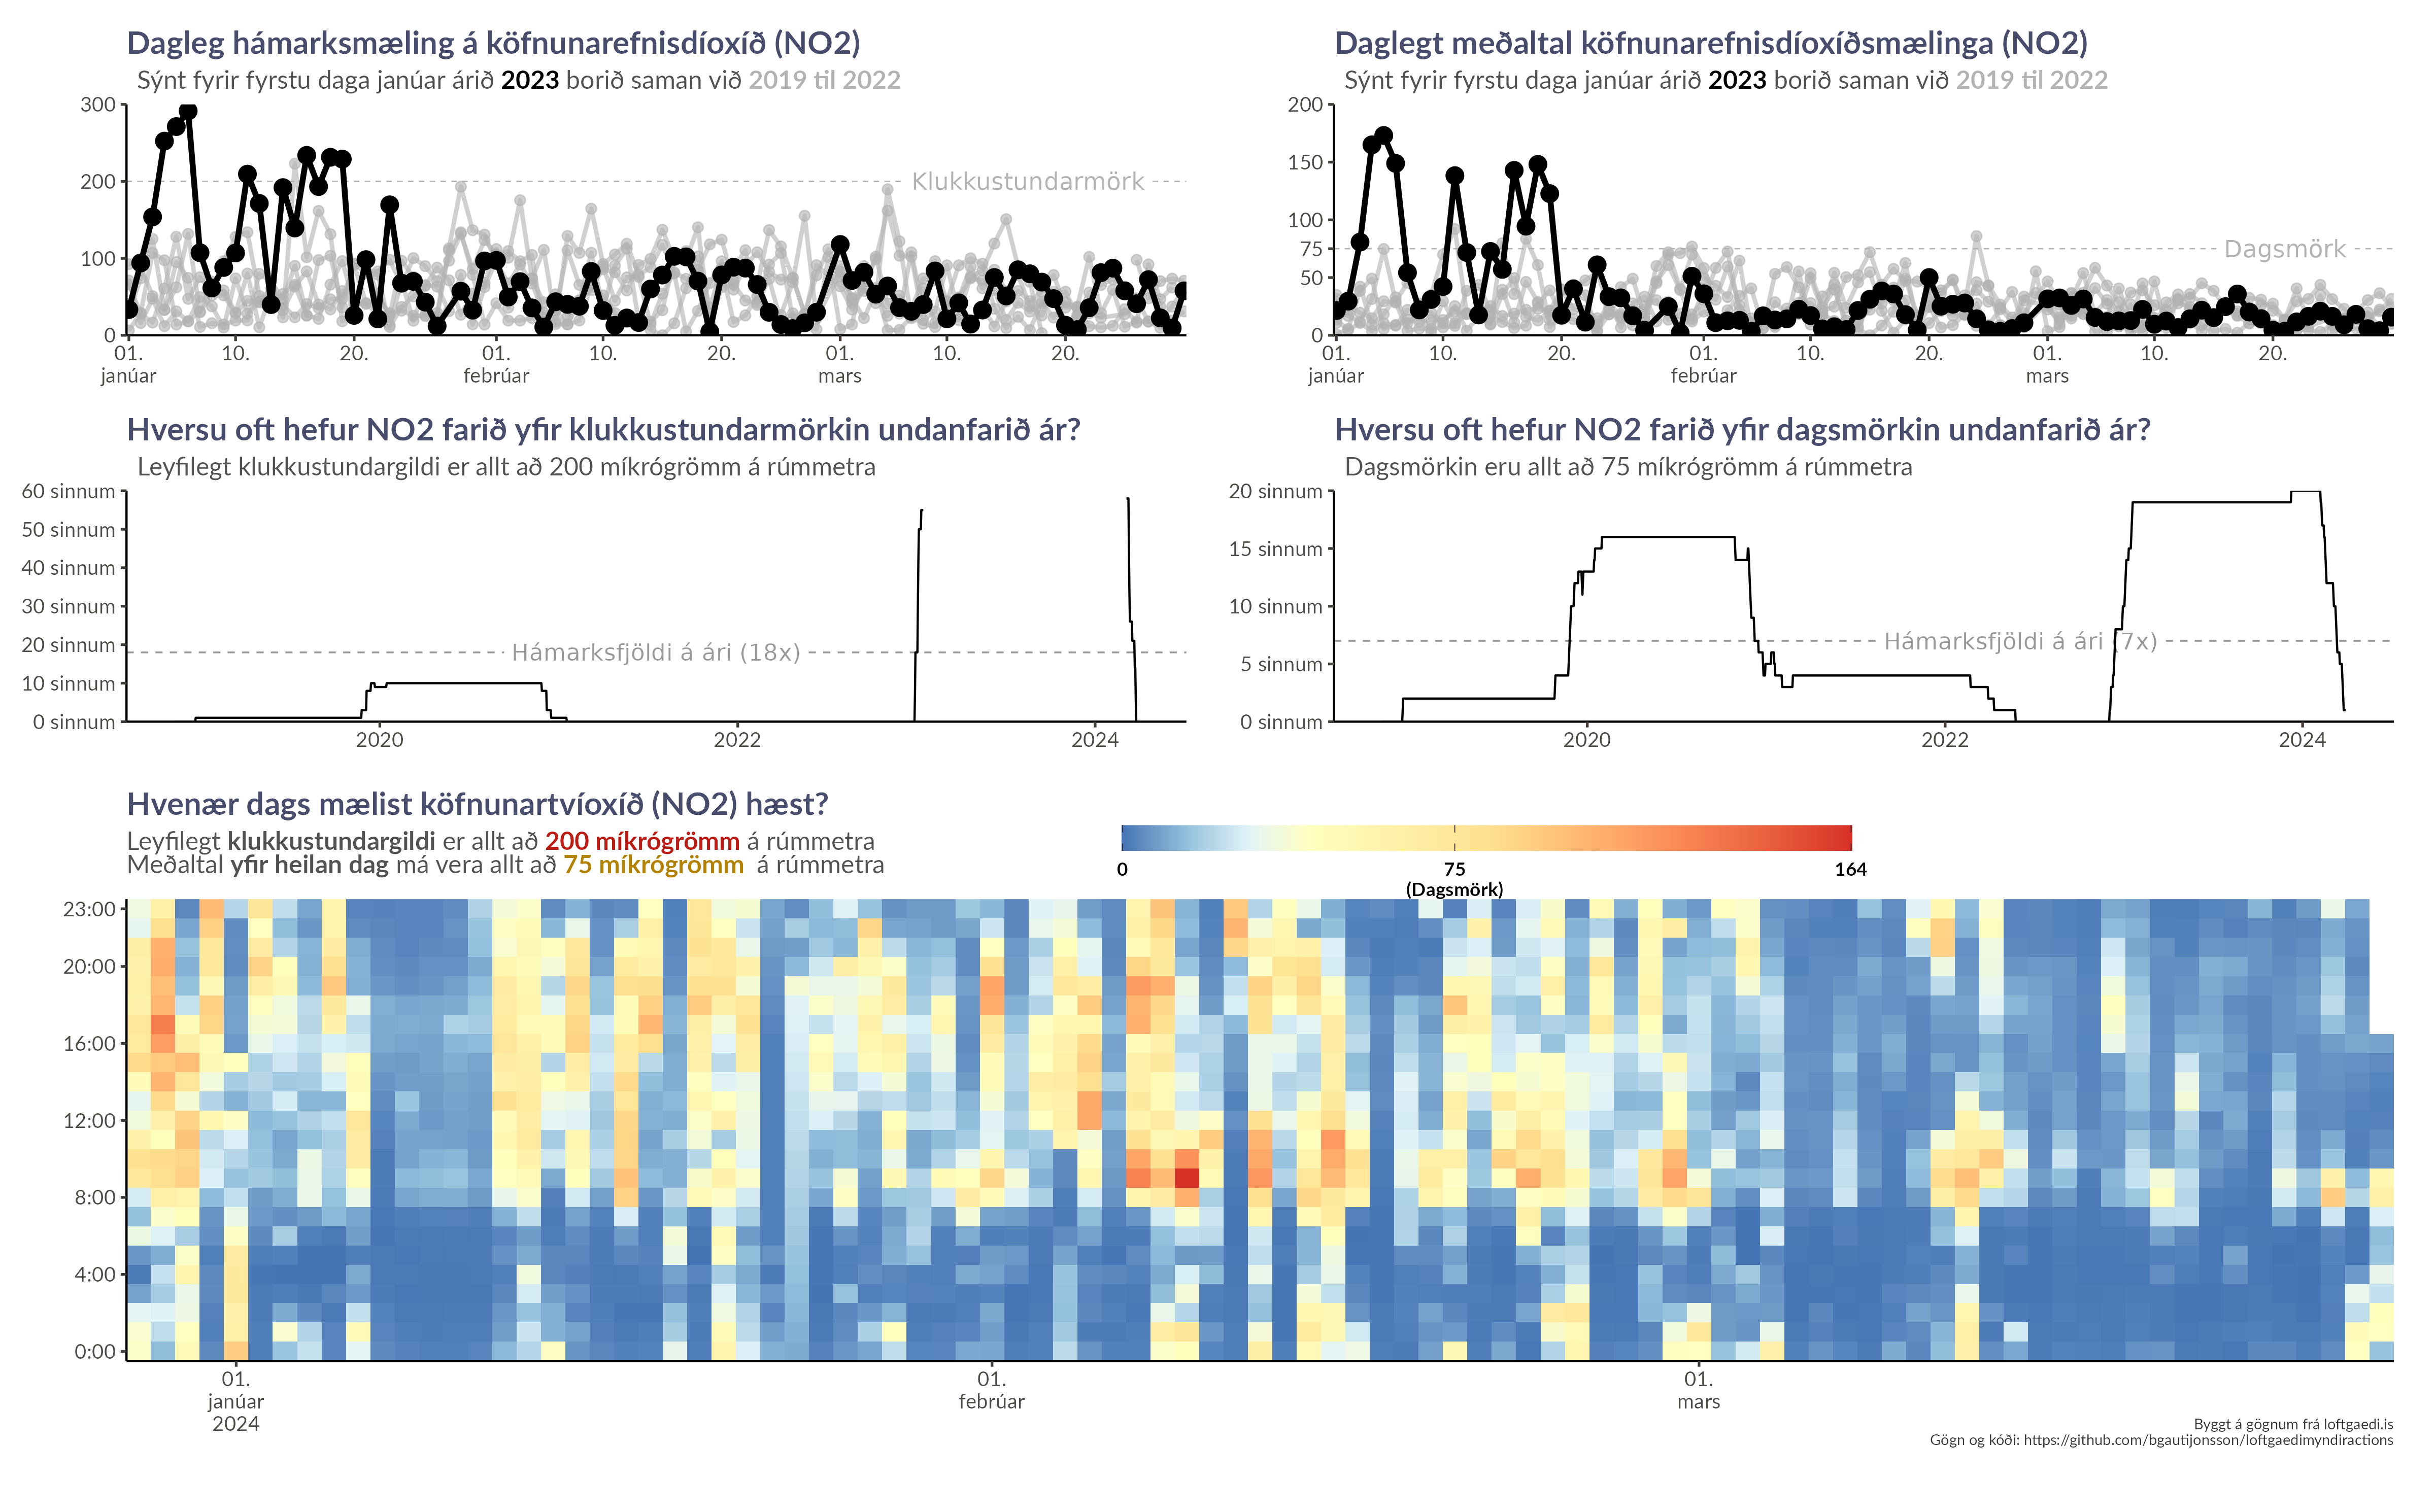 Dagleg hámarksmæling á köfnunarefnisdíoxíð (NO2)
Sýnt fyrir fyrstu daga janúar árið 2023 borið saman við 2019 til 2022
300
200
100
0
Klukkustundarmörk
01.
janúar
10.
20.
01.
febrúar
10.
20.
01.
mars
10.
20.
Daglegt meðaltal köfnunarefnisdíoxíðsmælinga (NO2)
Sýnt fyrir fyrstu daga janúar árið 2023 borið saman við 2019 til 2022
200
150
100
75
50
0
Dagsmörk
01.
janúar
10.
20.
01.
febrúar
10.
20.
01.
mars
10.
20.
Hversu oft hefur NO2 farið yfir klukkustundarmörkin undanfarið ár?
Leyfilegt klukkustundargildi er allt að 200 míkrógrömm á rúmmetra
60 sinnum
50 sinnum
40 sinnum
30 sinnum
20 sinnum
10 sinnum
0 sinnum
Hámarksfjöldi á ári (18x)
2020
2022
2024
Hversu oft hefur NO2 farið yfir dagsmörkin undanfarið ár?
Dagsmörkin eru allt að 75 míkrógrömm á rúmmetra
20 sinnum
15 sinnum
10 sinnum
5 sinnum
0 sinnum
Hámarksfjöldi á ári (7x)
2020
2022
2024
Hvenær dags mælist köfnunartvíoxíð (NO2) hæst?
Leyfilegt klukkustundargildi er allt að 200 míkrógrömm á rúmmetra
Meðaltal yfir heilan dag má vera allt að 75 míkrógrömm á rúmmetra
0
75
(Dagsmörk)
164
23:00
20:00
16:00
12:00
8:00
4:00
0:00
01.
janúar
2024
01.
febrúar
01.
mars
Byggt á gögnum frá loftgaedi.is
Gögn og kóði: https://github.com/bgautijonsson/loftgaedimyndiractions